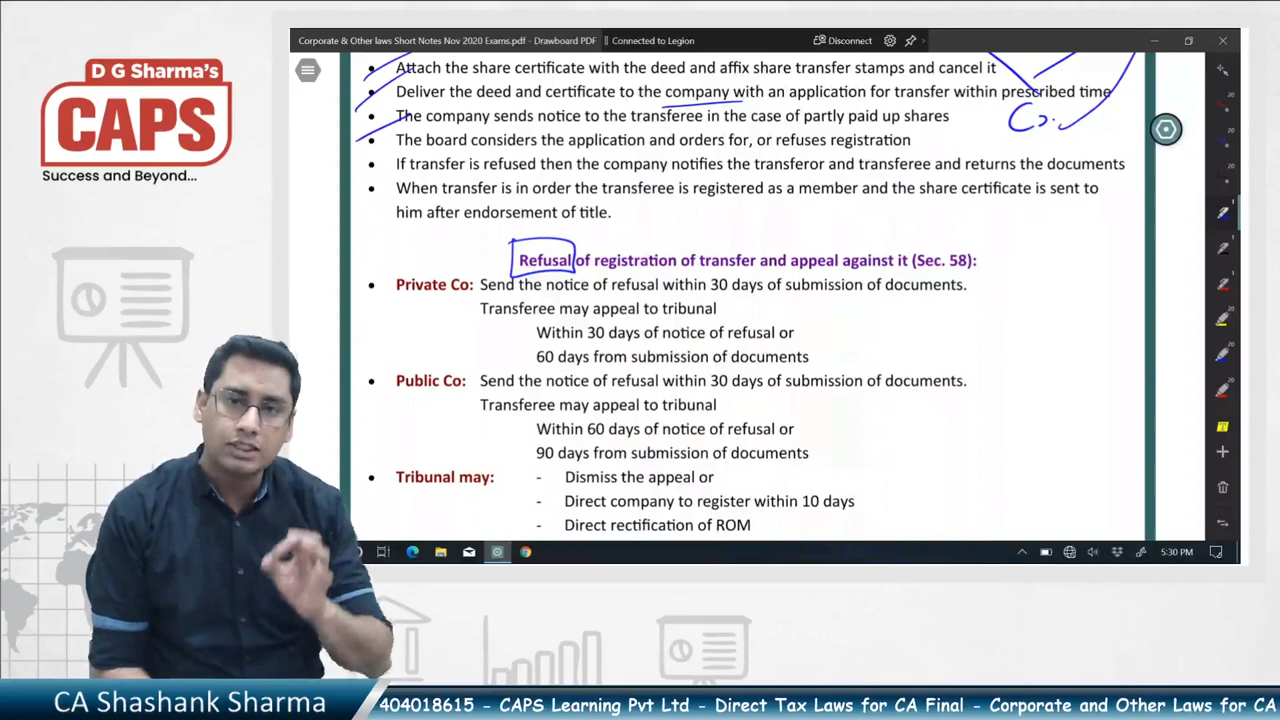 D G SHARMA's
CAPS
Success and Beyond...
Corporate & Other laws Short Notes Nov 2020 Exams.pdf - Drawboard PDF
Connected to Legion
Disconnect
Attach the share certificate with the deed and affix share transfer stamps and cancel it
Deliver the deed and certificate to the company with an application for transfer within prescribed time
The company sends notice to the transferee in the case of partly paid up shares
Co.
The board considers the application and orders for, or refuses registration
If transfer is refused then the company notifies the transferor and transferee and returns the documents
When transfer is in order the transferee is registered as a member and the share certificate is sent to
him after endorsement of title.
Refusal of registration of transfer and appeal against it (Sec. 58):
Private Co: Send the notice of refusal within 30 days of submission of documents.
Transferee may appeal to tribunal
Within 30 days of notice of refusal or
60 days from submission of documents
Public Co: Send the notice of refusal within 30 days of submission of documents.
Transferee may appeal to tribunal
Within 60 days of notice of refusal or
90 days from submission of documents
Tribunal may: - Dismiss the appeal or
- Direct company to register within 10 days
- Direct rectification of ROM
5:30 PM
CA Shashank Sharma
404018615 - CAPS Learning Pvt Ltd - Direct Tax Laws for CA Final - Corporate and Other Laws for CA